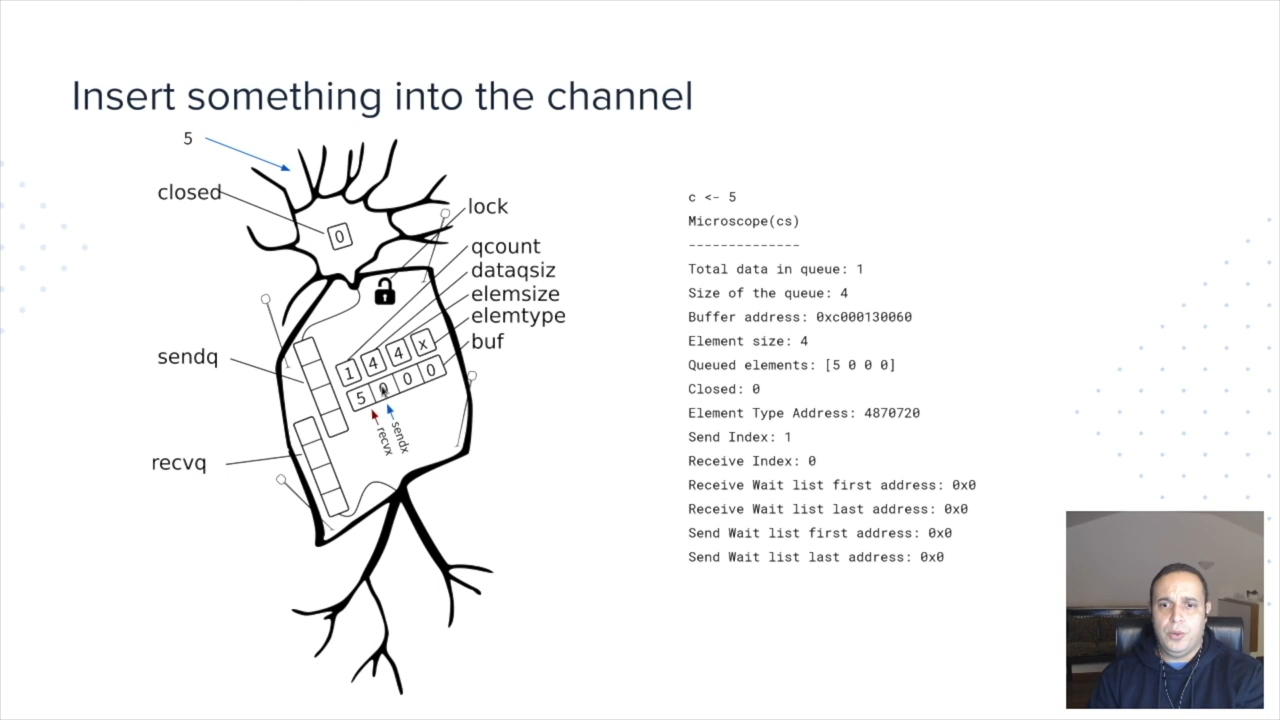 Insert something into the channel
5
closed
0
lock
qcount
dataqsiz
elemsize
elemtype
buf
sendq
1 4 4 x
5 0 0 0
recvx
sendx
recvq
c <- 5
Microscope(cs)
--------------
Total data in queue: 1
Size of the queue: 4
Buffer address: 0xc000130060
Element size: 4
Queued elements: [5 0 0 0]
Closed: 0
Element Type Address: 4870720
Send Index: 1
Receive Index: 0
Receive Wait list first address: 0x0
Receive Wait list last address: 0x0
Send Wait list first address: 0x0
Send Wait list last address: 0x0